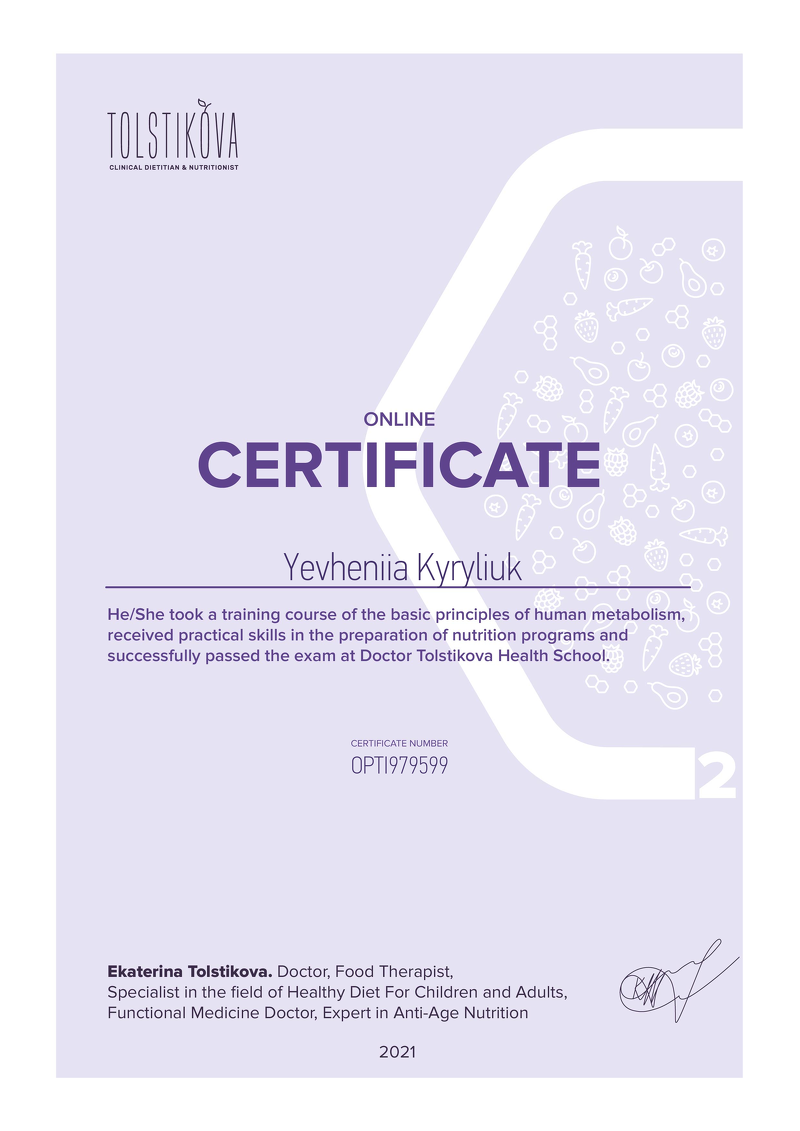 TOLSTIKOVA
CLINICAL DIETITIAN & NUTRITIONIST
ONLINE
CERTIFICATE
Yevheniia Kyryliuk
He/She took a training course of the basic principles of human metabolism,
received practical skills in the preparation of nutrition programs and
successfully passed the exam at Doctor Tolstikova Health School.
CERTIFICATE NUMBER
OPTI979599
2
Ekaterina Tolstikova. Doctor, Food Therapist,
Specialist in the field of Healthy Diet For Children and Adults,
Functional Medicine Doctor, Expert in Anti-Age Nutrition
2021